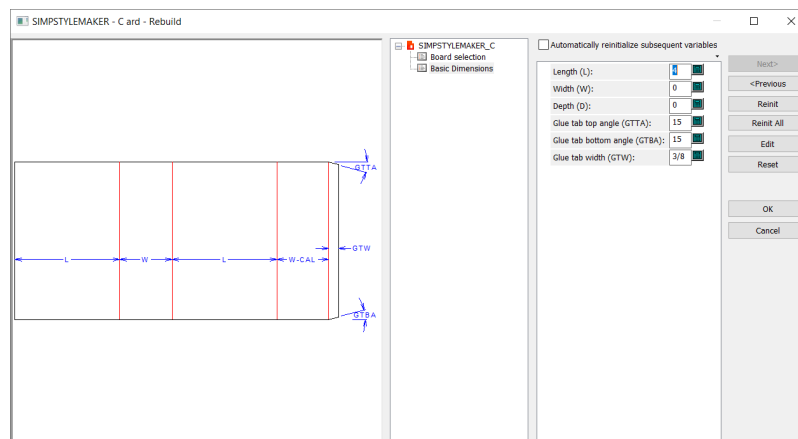 SIMPSTYLEMAKER - C ard - Rebuild
GTTA
GTW
L
W
L
W-CAL
GTBA
SIMPSTYLEMAKER_C
Board selection
Basic Dimensions
Automatically reinitialize subsequent variables
Length (L): 4
Width (W): 0
Depth (D): 0
Glue tab top angle (GTTA): 15
Glue tab bottom angle (GTBA): 15
Glue tab width (GTW): 3/8
Next>
<Previous
Reinit
Reinit All
Edit
Reset
OK
Cancel